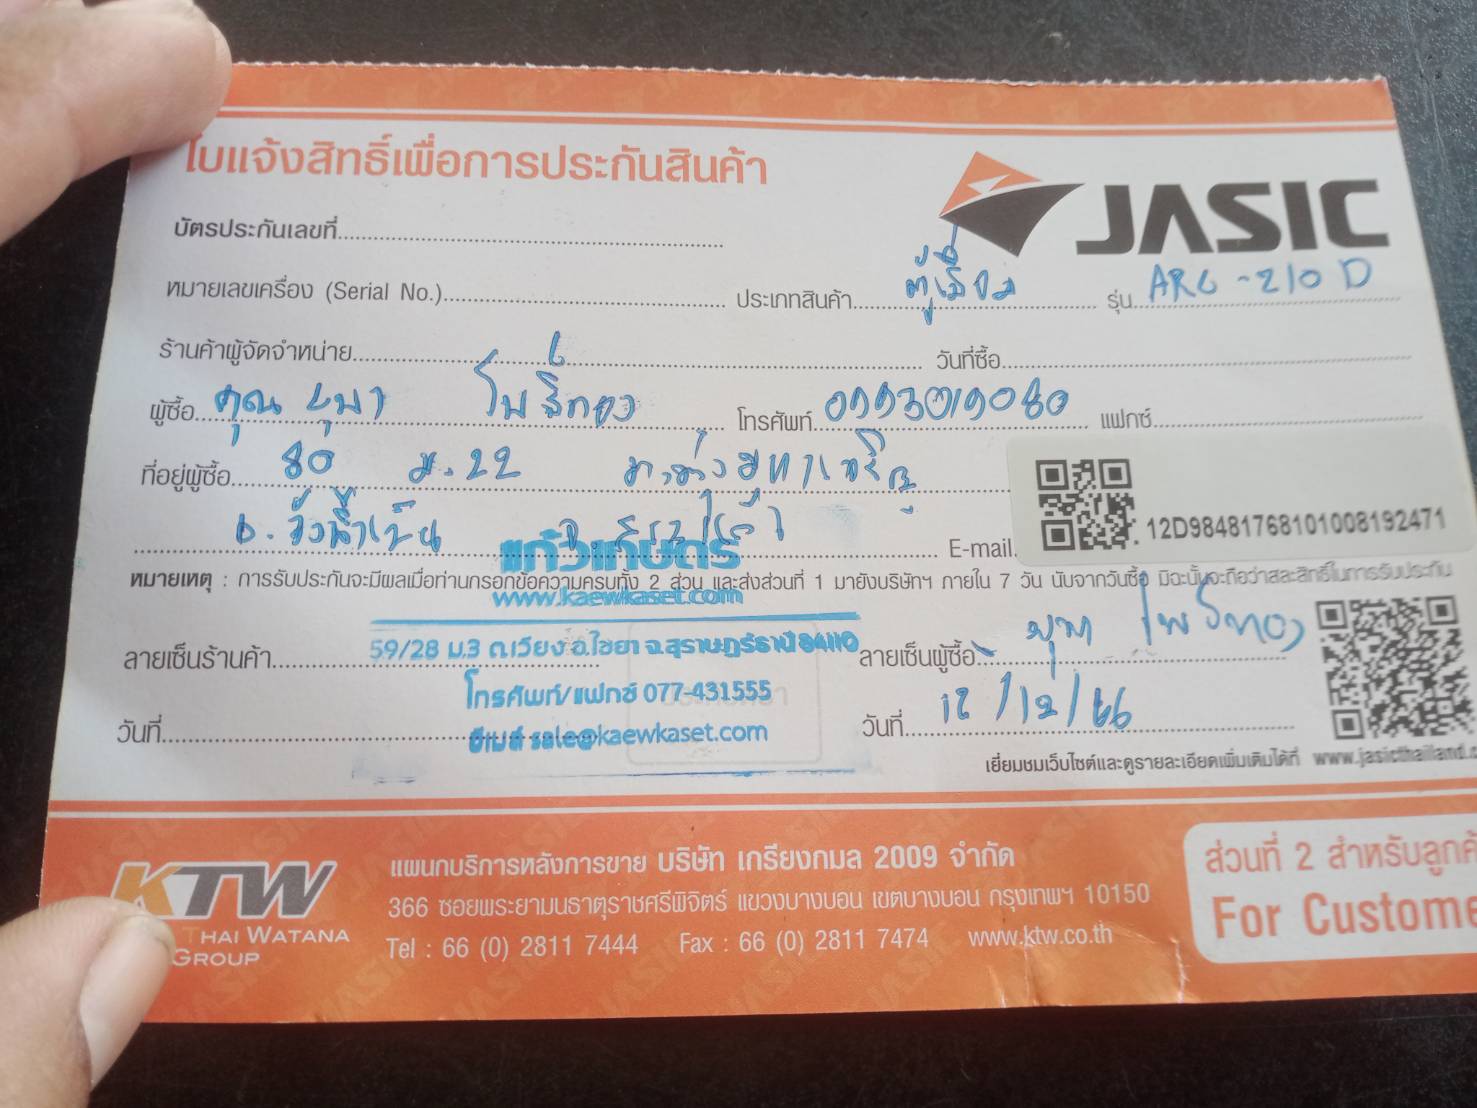 ใบแจ้งสิทธิ์เพื่อการประกันสินค้า
JASIC
บัตรประกันเลขที่
หมายเลขเครื่อง (Serial No.) ประเภทสินค้า ตู้เชื่อม รุ่น ARC-210D
ร้านค้าผู้จัดจำหน่าย วันที่ซื้อ
ผู้ซื้อ คุณ ยุพา โพธิ์ทอง โทรศัพท์ แฟกซ์
ที่อยู่ผู้ซื้อ 80 ม.22
E-mail. 12D98481768101008192471
แก้วเกษตร
หมายเหตุ : การรับประกันจะมีผลเมื่อท่านกรอกข้อความครบทั้ง 2 ส่วน และส่งส่วนที่ 1 มายังบริษัทฯ ภายใน 7 วัน นับจากวันซื้อ มิฉะนั้นจะถือว่าสละสิทธิ์ในการรับประกัน
www.kaewkaset.com
59/28 ม.3 ต.เวียง อ.ไชยา จ.สุราษฎร์ธานี 84110
ลายเซ็นร้านค้า ลายเซ็นผู้ซื้อ ยุพา โพธิ์ทอง
โทรศัพท์/แฟกซ์ 077-431555
วันที่ วันที่ 12/12/66
อีเมล์ sale@kaewkaset.com
เยี่ยมชมเว็บไซต์และดูรายละเอียดเพิ่มเติมได้ที่ www.jasicthailand.c
KTW
THAI WATANA
GROUP
แผนกบริการหลังการขาย บริษัท เกรียงกมล 2009 จำกัด
366 ซอยพระยามนธาตุราชศรีพิจิตร์ แขวงบางบอน เขตบางบอน กรุงเทพฯ 10150
Tel : 66 (0) 2811 7444 Fax : 66 (0) 2811 7474 www.ktw.co.th
ส่วนที่ 2 สำหรับลูกค้
For Custome